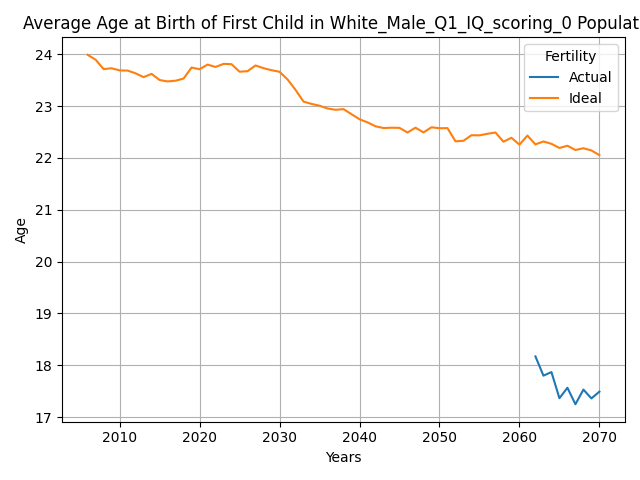 Average Age at Birth of First Child in White_Male_Q1_IQ_scoring_0 Populat
Fertility
Actual
Ideal
24
23
22
21
20
19
18
17
Age
2010 2020 2030 2040 2050 2060 2070
Years